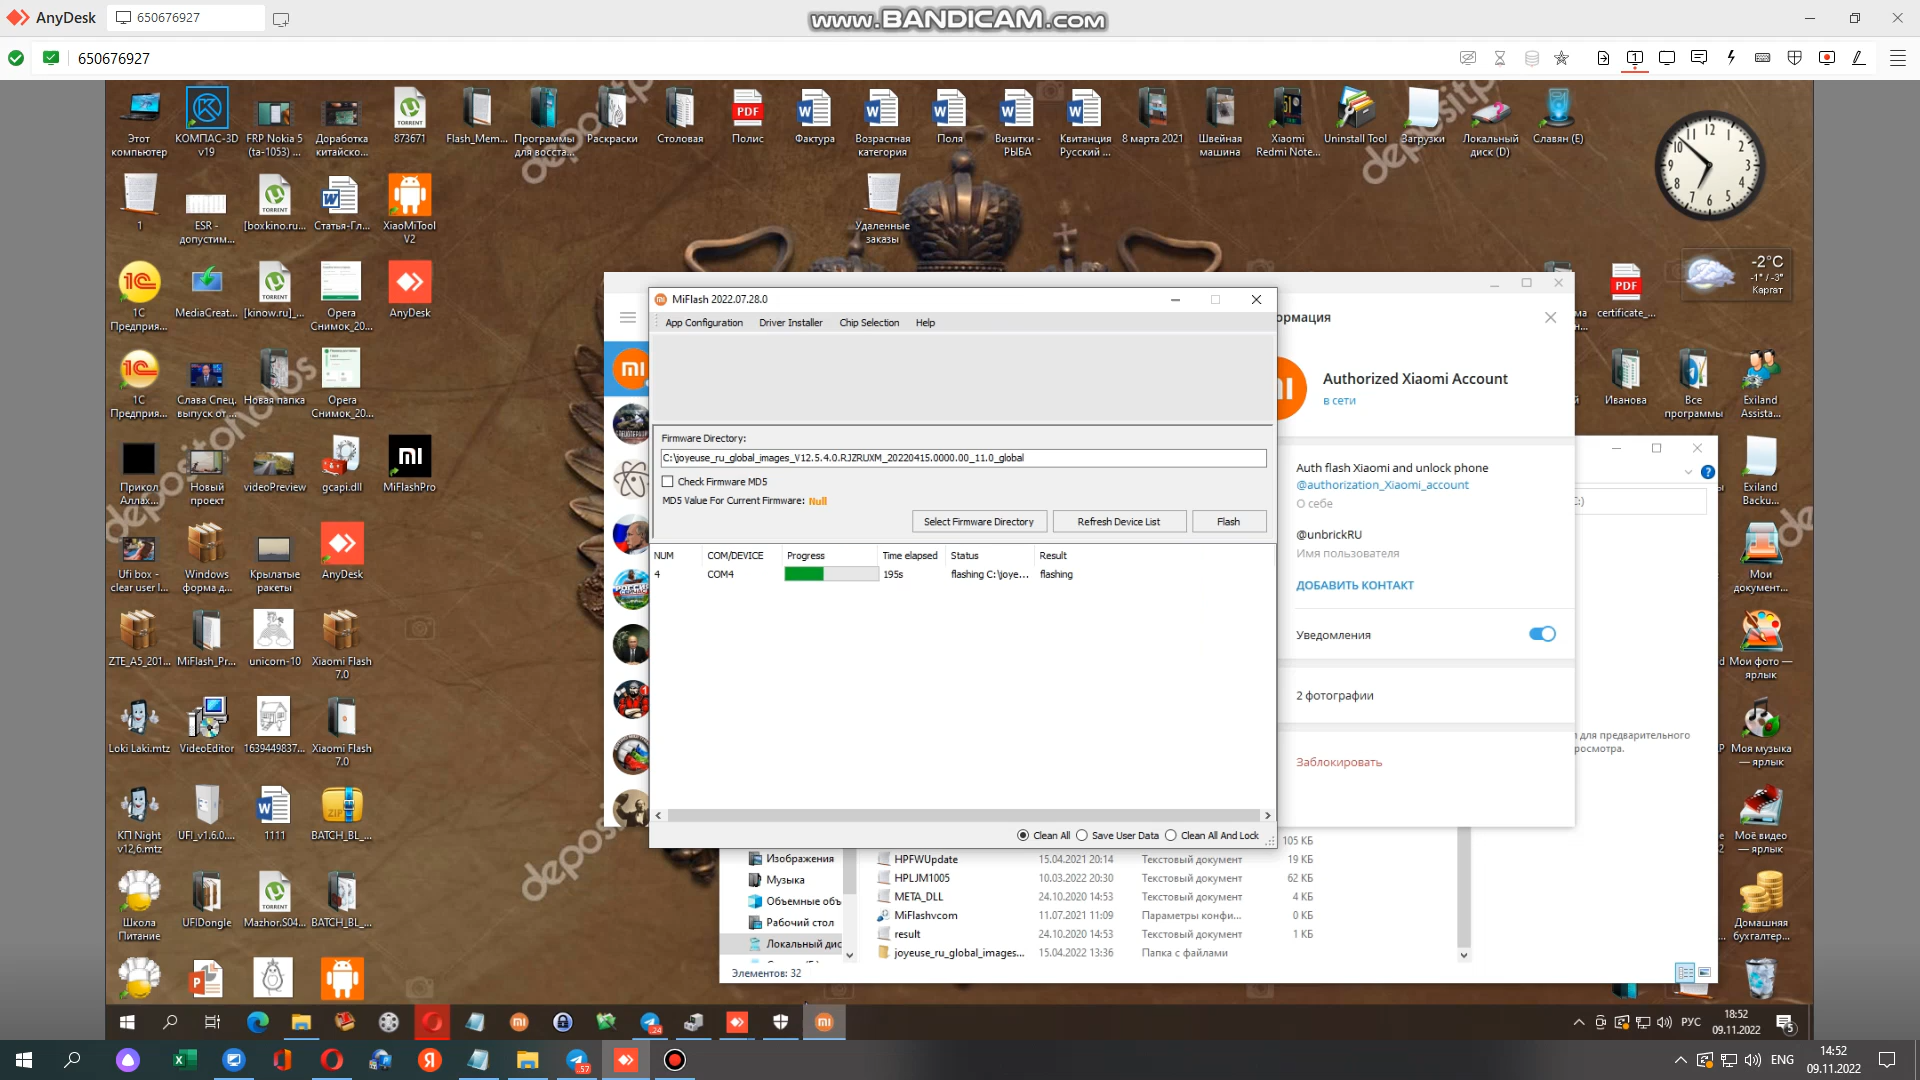 AnyDesk
650676927
www.BANDICAM.com
650676927
Этот компьютер
КОМПАС-3D v19
FRP Nokia 5 (ta-1053) ...
Доработка китайско...
873671
Flash_Mem...
Программы для восста...
Раскраски
Столовая
Полис
Фактура
Возрастная категория
Поля
Визитки - РЫБА
Квитанция Русский ...
8 марта 2021
Швейная машина
Xiaomi Redmi Note...
Uninstall Tool
Загрузки
Локальный диск (D)
Славян (E)
1
ESR - допустим...
[boxkino.ru...
Статья-Гл...
XiaoMiTool V2
Удаленные заказы
1С Предприя...
MediaCreat...
[kinow.ru]_...
Opera Снимок_20...
AnyDesk
certificate_...
-2°C
-1° / -3°
Каргат
1С Предприя...
Слава Спец. выпуск от ...
Новая папка
Opera Снимок_20...
Иванова
Все программы
Exiland Assista...
Прикол Аллах...
Новый проект
videoPreview
gcapi.dll
MiFlashPro
Exiland Backu...
Ufi box - clear user l...
Windows форма д...
Крылатые ракеты
AnyDesk
Мои документ...
ZTE_A5_201...
MiFlash_Pr...
unicorn-10
Xiaomi Flash 7.0
Мои фото — ярлык
Loki Laki.mtz
VideoEditor
1639449837...
Xiaomi Flash 7.0
Моя музыка — ярлык
КП Night v12,6.mtz
UFI_v1.6.0....
1111
BATCH_BL_...
Моё видео — ярлык
Школа Питание
UFIDongle
Mazhor.S04...
BATCH_BL_...
Домашняя бухгалтер...
MiFlash 2022.07.28.0
App Configuration Driver Installer Chip Selection Help
Firmware Directory:
C:\joyeuse_ru_global_images_V12.5.4.0.RJZRUXM_20220415.0000.00_11.0_global
Check Firmware MD5
MD5 Value For Current Firmware: Null
Select Firmware Directory Refresh Device List Flash
NUM COM/DEVICE Progress Time elapsed Status Result
4 COM4 195s flashing C:\joye... flashing
Clean All Save User Data Clean All And Lock
ормация
Authorized Xiaomi Account
в сети
Auth flash Xiaomi and unlock phone
@authorization_Xiaomi_account
О себе
@unbrickRU
Имя пользователя
ДОБАВИТЬ КОНТАКТ
Уведомления
2 фотографии
Заблокировать
для предварительного
росмотра.
105 КБ
Изображения
Музыка
Объемные объ
Рабочий стол
Локальный дис
HPFWUpdate 15.04.2021 20:14 Текстовый документ 19 КБ
HPLJM1005 10.03.2022 20:30 Текстовый документ 62 КБ
META_DLL 24.10.2020 14:53 Текстовый документ 4 КБ
MiFlashvcom 11.07.2021 11:09 Параметры конфи... 0 КБ
result 24.10.2020 14:53 Текстовый документ 1 КБ
joyeuse_ru_global_images... 15.04.2022 13:36 Папка с файлами
Элементов: 32
РУС
18:52
09.11.2022
ENG
14:52
09.11.2022